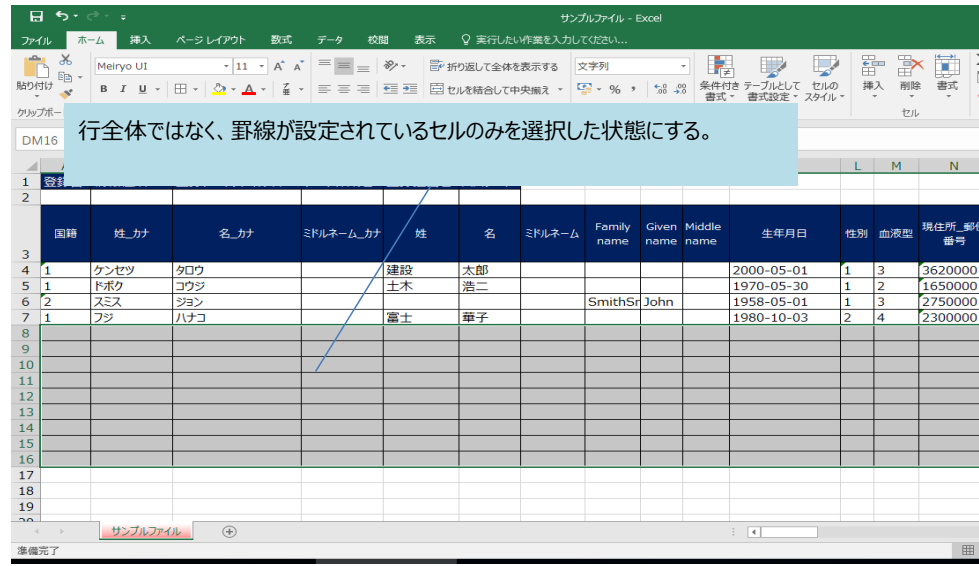 サンプルファイル - Excel
ファイル ホーム 挿入 ページ レイアウト 数式 データ 校閲 表示 実行したい作業を入力してください...
Meiryo UI 11 折り返して全体を表示する 文字列
貼り付け B I U セルを結合して中央揃え % 条件付き書式 テーブルとして書式設定 セルのスタイル 挿入 削除 書式
セル
DM16
行全体ではなく、罫線が設定されているセルのみを選択した状態にする。
L M N
1
2
3 国籍 姓_カナ 名_カナ ミドルネーム_カナ 姓 名 ミドルネーム Family name Given name Middle name 生年月日 性別 血液型 番号
4 1 ケンセツ タロウ 建設 太郎 2000-05-01 1 3 3620000
5 1 ドボク コウジ 土木 浩二 1970-05-30 1 2 1650000
6 2 スミス ジョン SmithSr John 1958-05-01 1 3 2750000
7 1 フジ ハナコ 富士 華子 1980-10-03 2 4 2300000
8
9
10
11
12
13
14
15
16
17
18
19
サンプルファイル
準備完了